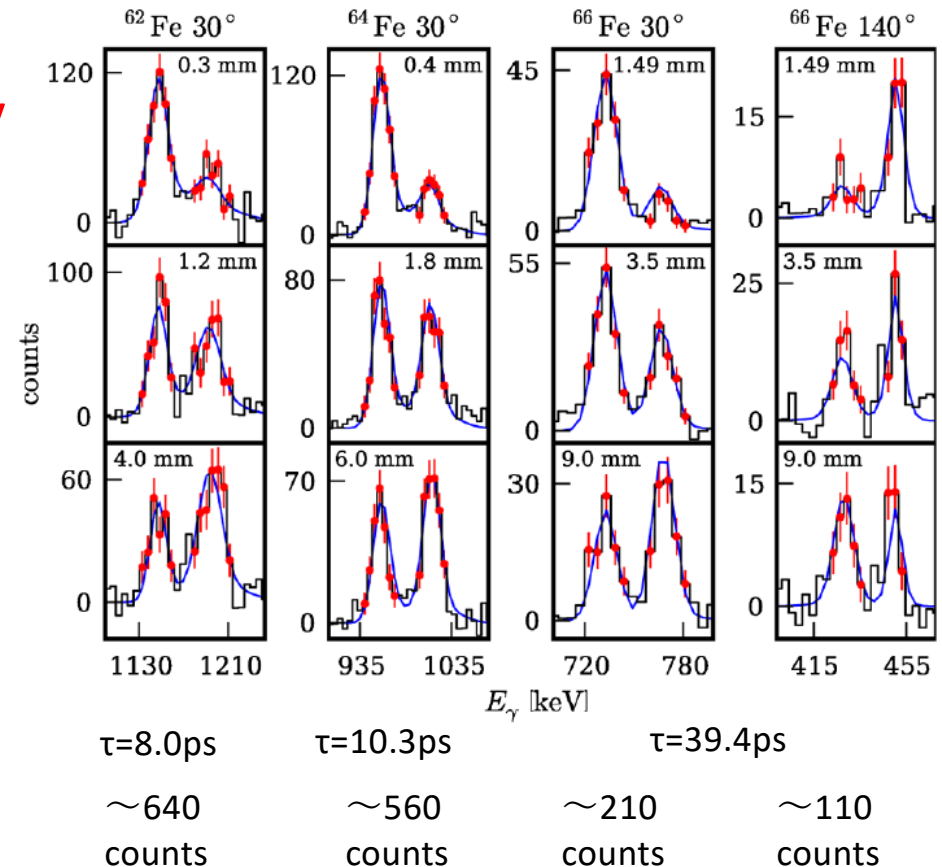 ⁶²Fe 30° ⁶⁴Fe 30° ⁶⁶Fe 30° ⁶⁶Fe 140°
0.3 mm 0.4 mm 1.49 mm 1.49 mm
120 120 45 15
0 0 0 0
1.2 mm 1.8 mm 3.5 mm 3.5 mm
100 80 55 25
0 0 0 0
4.0 mm 6.0 mm 9.0 mm 9.0 mm
60 70 30 15
0 0 0 0
counts
1130 1210 935 1035 720 780 415 455
Eγ [keV]
τ=8.0ps τ=10.3ps τ=39.4ps
～640 ～560 ～210 ～110
counts counts counts counts